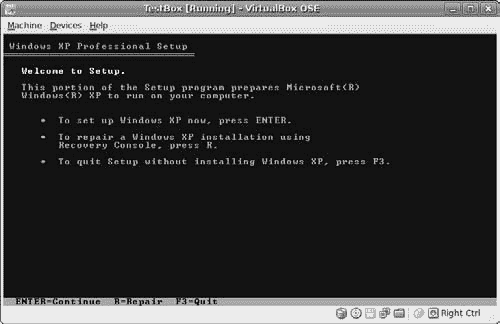 TestBox [Running] - VirtualBox OSE
Machine Devices Help
Windows XP Professional Setup
Welcome to Setup.
This portion of the Setup program prepares Microsoft(R)
Windows(R) XP to run on your computer.
• To set up Windows XP now, press ENTER.
• To repair a Windows XP installation using
Recovery Console, press R.
• To quit Setup without installing Windows XP, press F3.
ENTER=Continue R=Repair F3=Quit
Right Ctrl